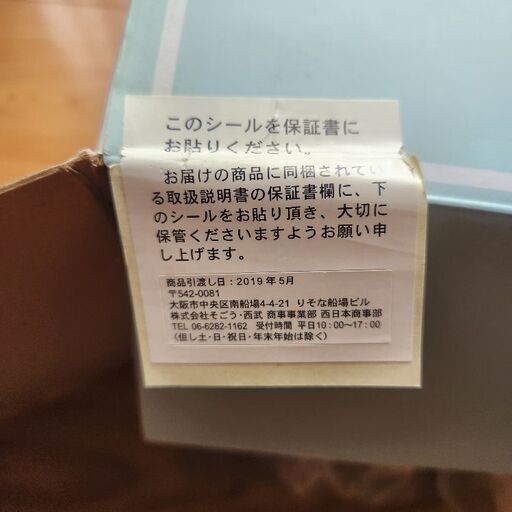 このシールを保証書に
お貼りください。
お届けの商品に同梱されてい
る取扱説明書の保証書欄に、下
のシールをお貼り頂き、大切に
保管くださいますようお願い申
し上げます。
商品引渡し日：2019年5月
〒542-0081
大阪市中央区南船場4-4-21 りそな船場ビル
株式会社そごう・西武 商事事業部 西日本商事部
TEL 06-6282-1162 受付時間 平日10：00～17：00
（但し土・日・祝日・年末年始は除く）